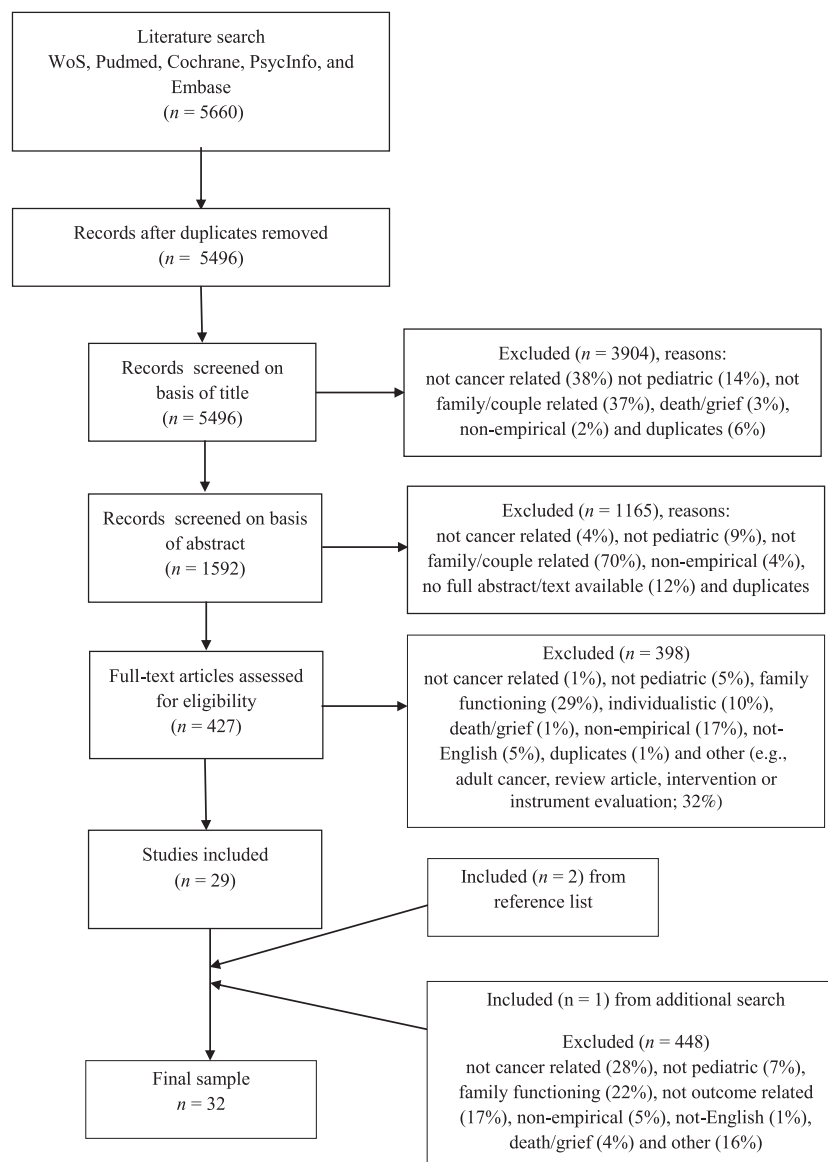 Literature search
WoS, Pudmed, Cochrane, PsycInfo, and
Embase
(n = 5660)
Records after duplicates removed
(n = 5496)
Records screened on
basis of title
(n = 5496)
Excluded (n = 3904), reasons:
not cancer related (38%) not pediatric (14%), not
family/couple related (37%), death/grief (3%),
non-empirical (2%) and duplicates (6%)
Records screened on basis
of abstract
(n = 1592)
Excluded (n = 1165), reasons:
not cancer related (4%), not pediatric (9%), not
family/couple related (70%), non-empirical (4%),
no full abstract/text available (12%) and duplicates
Full-text articles assessed
for eligibility
(n = 427)
Excluded (n = 398)
not cancer related (1%), not pediatric (5%), family
functioning (29%), individualistic (10%),
death/grief (1%), non-empirical (17%), not-
English (5%), duplicates (1%) and other (e.g.,
adult cancer, review article, intervention or
instrument evaluation; 32%)
Studies included
(n = 29)
Included (n = 2) from
reference list
Included (n = 1) from additional search
Excluded (n = 448)
not cancer related (28%), not pediatric (7%),
family functioning (22%), not outcome related
(17%), non-empirical (5%), not-English (1%),
death/grief (4%) and other (16%)
Final sample
n = 32